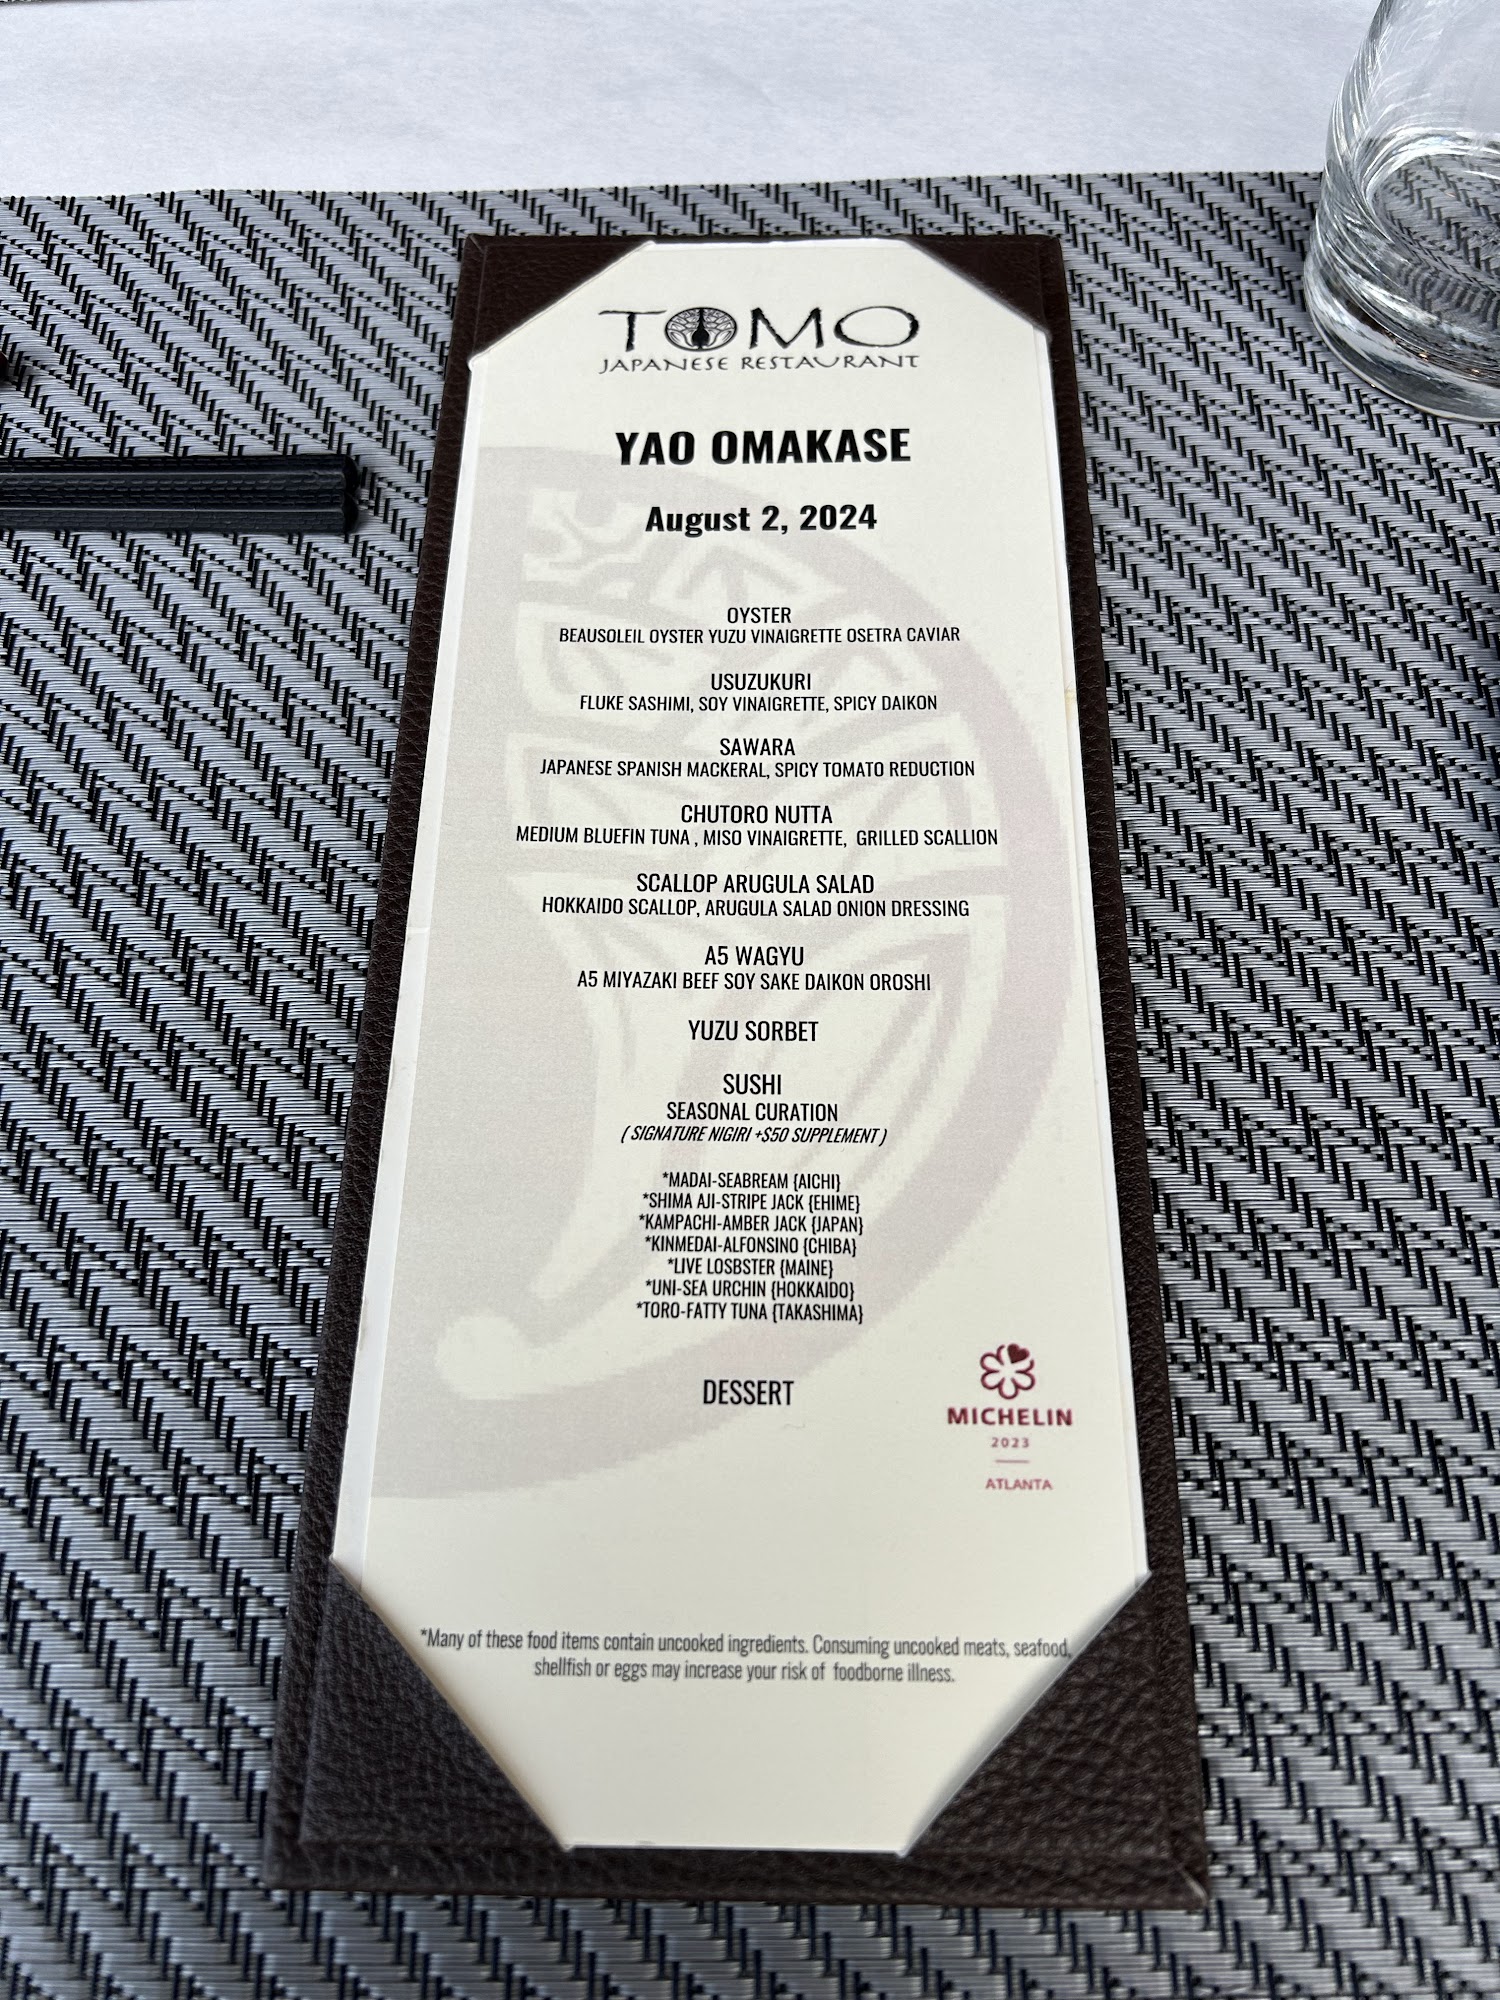 TOMO
JAPANESE RESTAURANT
YAO OMAKASE
August 2, 2024
OYSTER
BEAUSOLEIL OYSTER YUZU VINAIGRETTE OSETRA CAVIAR
USUZUKURI
FLUKE SASHIMI, SOY VINAIGRETTE, SPICY DAIKON
SAWARA
JAPANESE SPANISH MACKERAL, SPICY TOMATO REDUCTION
CHUTORO NUTTA
MEDIUM BLUEFIN TUNA , MISO VINAIGRETTE, GRILLED SCALLION
SCALLOP ARUGULA SALAD
HOKKAIDO SCALLOP, ARUGULA SALAD ONION DRESSING
A5 WAGYU
A5 MIYAZAKI BEEF SOY SAKE DAIKON OROSHI
YUZU SORBET
SUSHI
SEASONAL CURATION
( SIGNATURE NIGIRI +$50 SUPPLEMENT )
*MADAI-SEABREAM {AICHI}
*SHIMA AJI-STRIPE JACK {EHIME}
*KAMPACHI-AMBER JACK {JAPAN}
*KINMEDAI-ALFONSINO {CHIBA}
*LIVE LOSBSTER {MAINE}
*UNI-SEA URCHIN {HOKKAIDO}
*TORO-FATTY TUNA {TAKASHIMA}
DESSERT
MICHELIN
2023
ATLANTA
*Many of these food items contain uncooked ingredients. Consuming uncooked meats, seafood,
shellfish or eggs may increase your risk of foodborne illness.